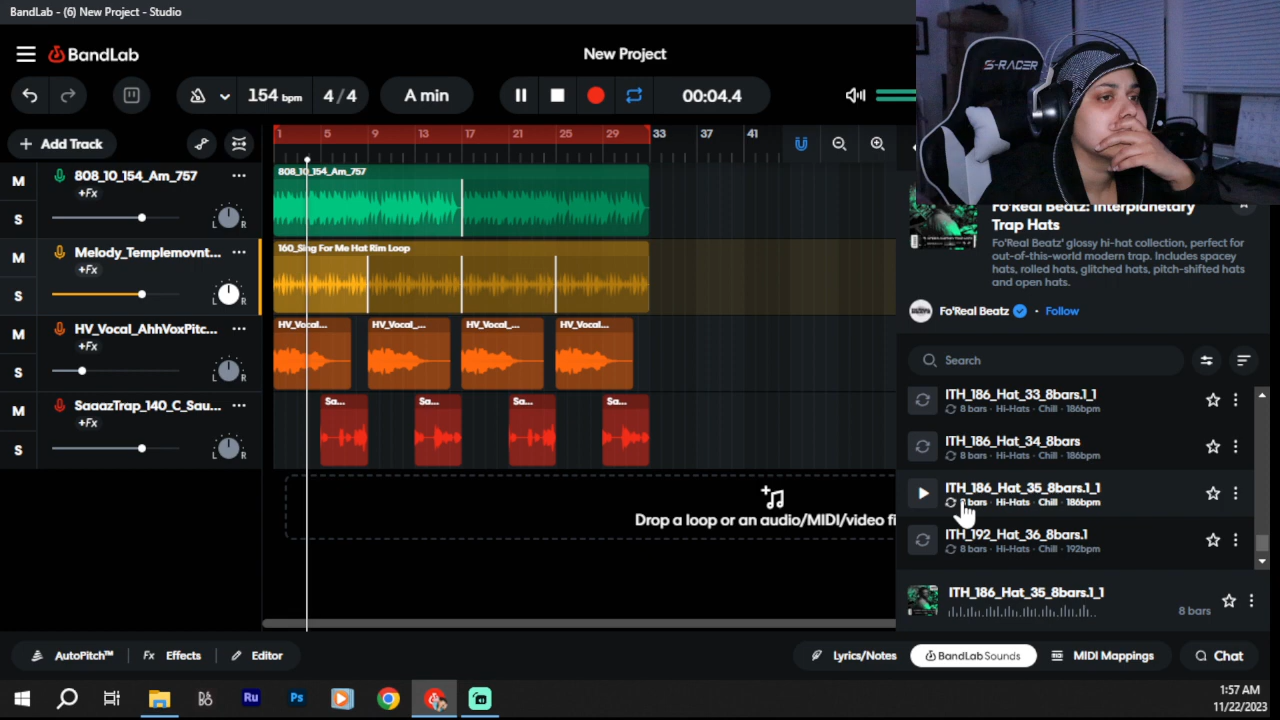 BandLab - (6) New Project - Studio
BandLab
New Project
154 bpm
4/4
A min
00:04.4
+ Add Track
1 5 9 13 17 21 25 29 33 37 41
M
808_10_154_Am_757
+Fx
S
L R
808_10_154_Am_757
M
Melody_Templemovnt...
+Fx
S
L R
160_Sing For Me Hat Rim Loop
M
HV_Vocal_AhhVoxPitc...
+Fx
S
L R
HV_Vocal...
HV_Vocal_...
HV_Vocal_...
HV_Vocal...
M
SaaazTrap_140_C_Sau...
+Fx
S
L R
Sa...
Sa...
Sa...
Sa...
Drop a loop or an audio/MIDI/video fi
S-RACER
Fo'Real Beatz: Interplanetary
Trap Hats
Fo'Real Beatz' glossy hi-hat collection, perfect for
out-of-this-world modern trap. Includes spacey
hats, rolled hats, glitched hats, pitch-shifted hats
and open hats.
Fo'Real Beatz · Follow
Search
ITH_186_Hat_33_8bars.1_1
8 bars · Hi-Hats · Chill · 186bpm
ITH_186_Hat_34_8bars
8 bars · Hi-Hats · Chill · 186bpm
ITH_186_Hat_35_8bars.1_1
bars · Hi-Hats · Chill · 186bpm
ITH_192_Hat_36_8bars.1
8 bars · Hi-Hats · Chill · 192bpm
ITH_186_Hat_35_8bars.1_1
8 bars
AutoPitch™
Fx Effects
Editor
Lyrics/Notes
BandLab Sounds
MIDI Mappings
Chat
Ru
Ps
1:57 AM
11/22/2023